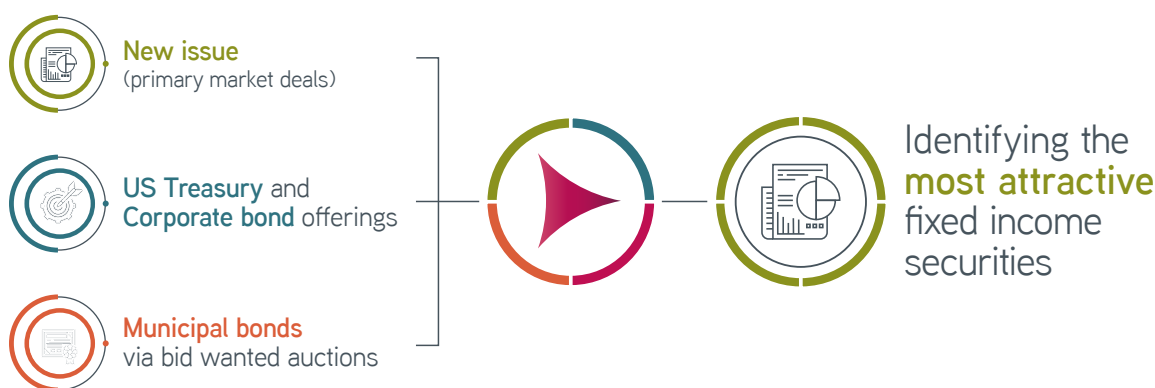 New issue
(primary market deals)
US Treasury and
Corporate bond offerings
Municipal bonds
via bid wanted auctions
Identifying the
most attractive
fixed income
securities